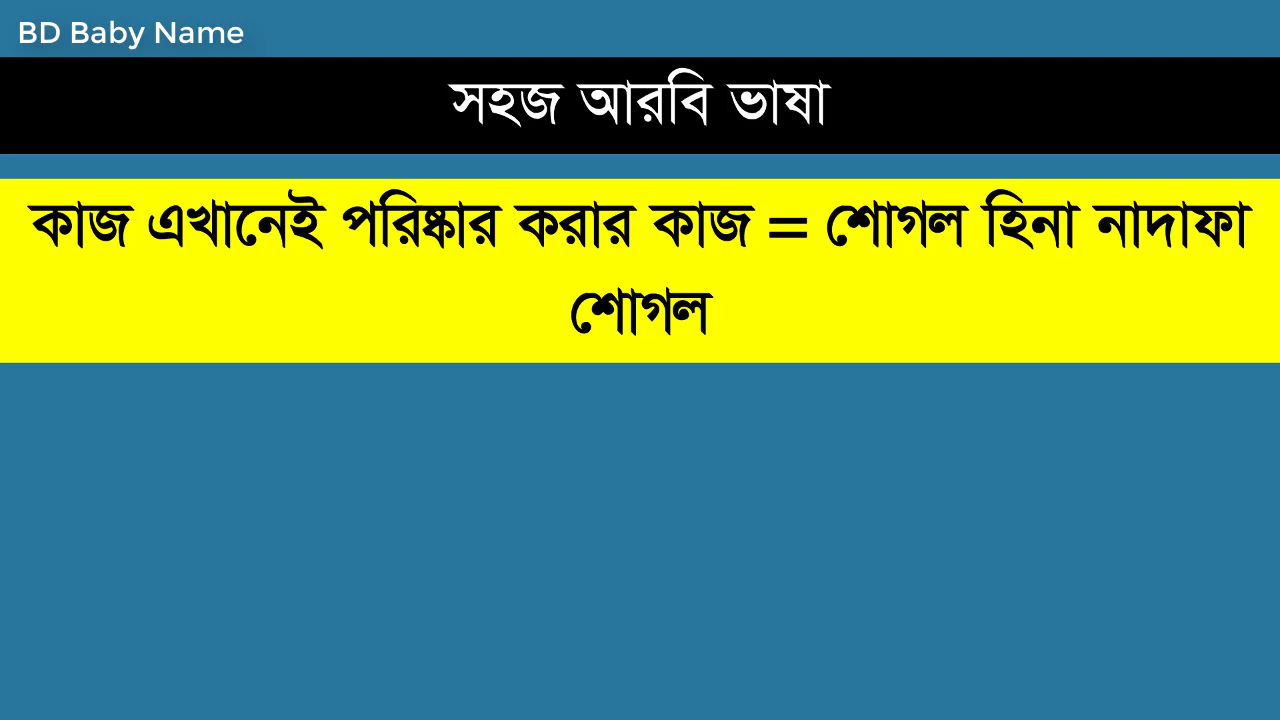 BD Baby Name
সহজ আরবি ভাষা
কাজ এখানেই পরিষ্কার করার কাজ = শোগল হিনা নাদাফা
শোগল